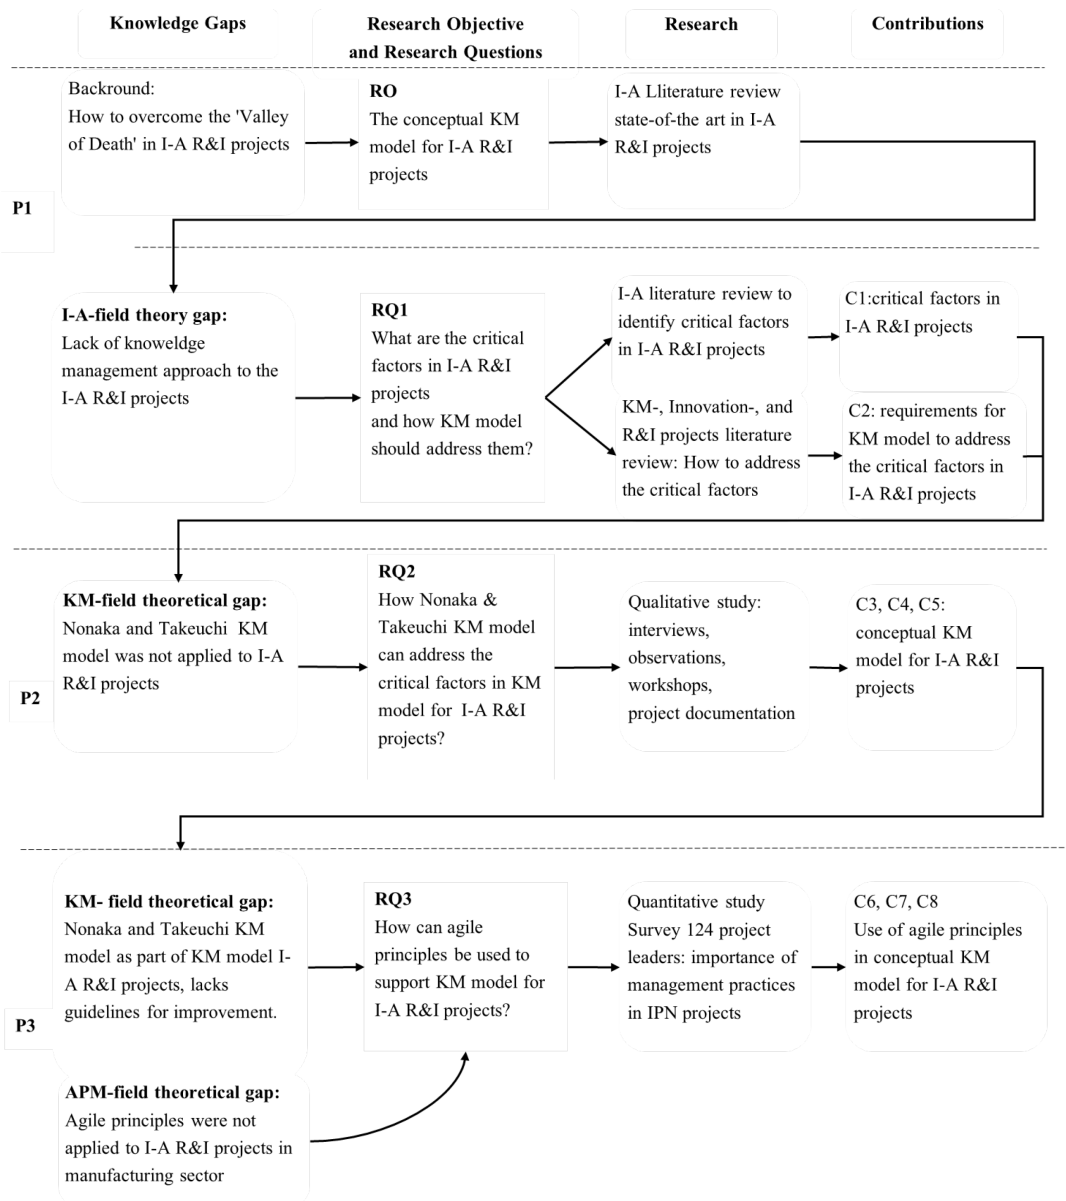 Knowledge Gaps
Research Objective
and Research Questions
Research
Contributions
P1
Backround:
How to overcome the 'Valley
of Death' in I-A R&I projects
RO
The conceptual KM
model for I-A R&I
projects
I-A Lliterature review
state-of-the art in I-A
R&I projects
I-A-field theory gap:
Lack of knoweldge
management approach to the
I-A R&I projects
RQ1
What are the critical
factors in I-A R&I
projects
and how KM model
should address them?
I-A literature review to
identify critical factors
in I-A R&I projects
KM-, Innovation-, and
R&I projects literature
review: How to address
the critical factors
C1:critical factors in
I-A R&I projects
C2: requirements for
KM model to address
the critical factors in
I-A R&I projects
P2
KM-field theoretical gap:
Nonaka and Takeuchi KM
model was not applied to I-A
R&I projects
RQ2
How Nonaka &
Takeuchi KM model
can address the
critical factors in KM
model for I-A R&I
projects?
Qualitative study:
interviews,
observations,
workshops,
project documentation
C3, C4, C5:
conceptual KM
model for I-A R&I
projects
P3
KM- field theoretical gap:
Nonaka and Takeuchi KM
model as part of KM model I-
A R&I projects, lacks
guidelines for improvement.
RQ3
How can agile
principles be used to
support KM model for
I-A R&I projects?
Quantitative study
Survey 124 project
leaders: importance of
management practices
in IPN projects
C6, C7, C8
Use of agile principles
in conceptual KM
model for I-A R&I
projects
APM-field theoretical gap:
Agile principles were not
applied to I-A R&I projects in
manufacturing sector